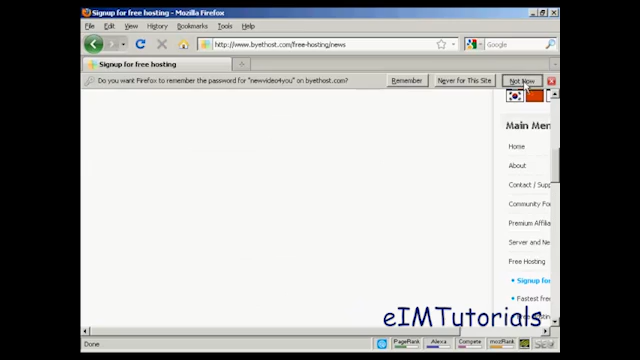 Signup for free hosting - Mozilla Firefox
File Edit View History Bookmarks Tools Help
http://www.byethost.com/free-hosting/news
Google
Signup for free hosting
Do you want Firefox to remember the password for "newvideo4you" on byethost.com?
Remember
Never for This Site
Not Now
Main Men
Home
About
Contact / Supp
Community Fo
Premium Affilia
Server and Ne
Free Hosting
Signup fo
Fastest free
eIMTutorials
Done
PageRank
Alexa
Compete
mozRank